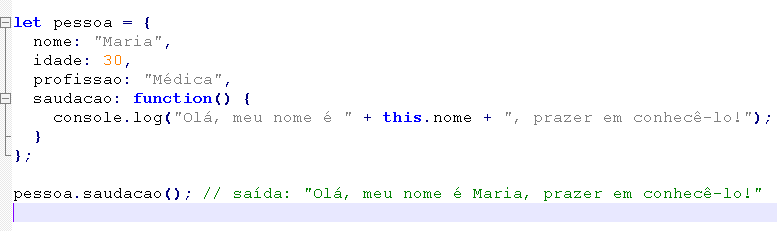 let pessoa = {
  nome: "Maria",
  idade: 30,
  profissao: "Médica",
  saudacao: function() {
    console.log("Olá, meu nome é " + this.nome + ", prazer em conhecê-lo!");
  }
};

pessoa.saudacao(); // saída: "Olá, meu nome é Maria, prazer em conhecê-lo!"